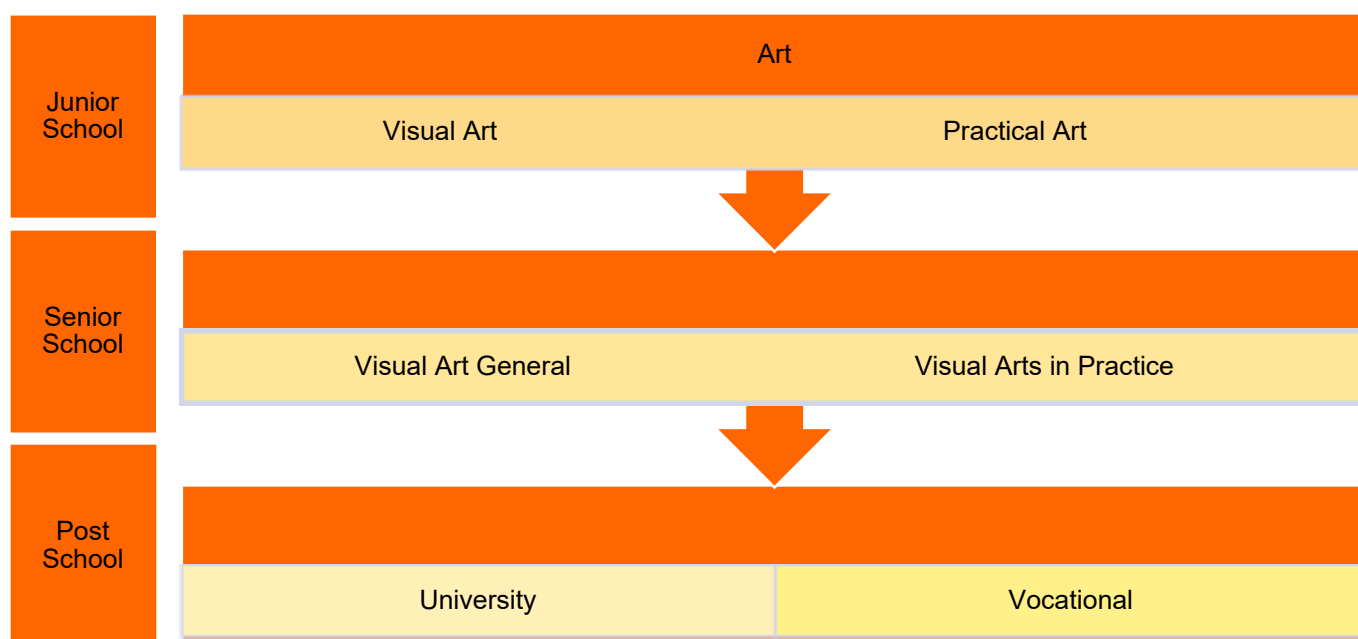 Art
Junior
School
Visual Art
Practical Art
Senior
School
Visual Art General
Visual Arts in Practice
Post
School
University
Vocational